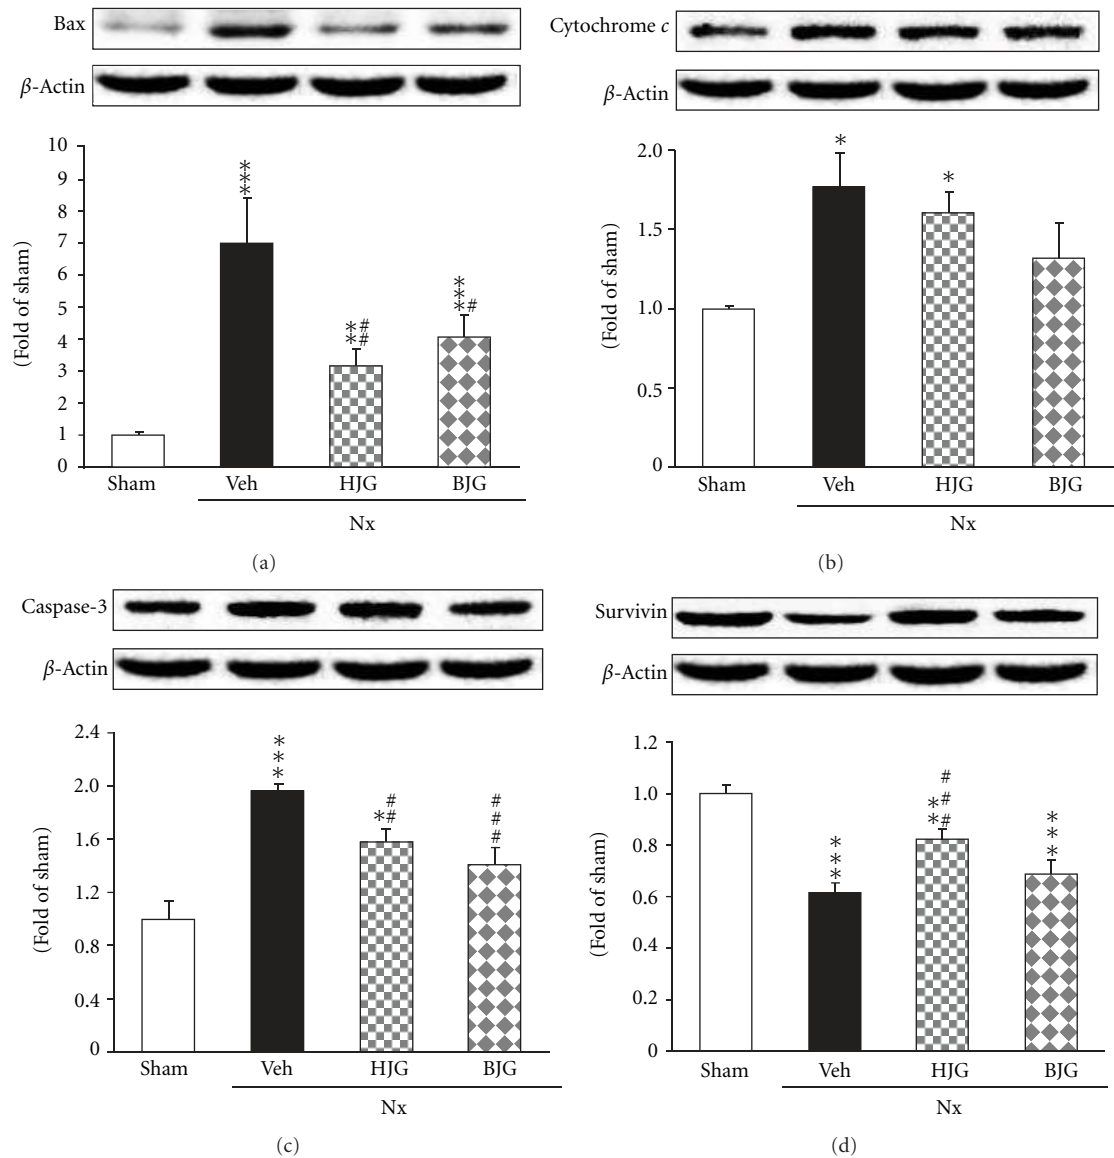 Bax
β-Actin
10
9
8
7
6
5
4
3
2
1
0
(Fold of sham)
***
**
##
***#
Sham Veh HJG BJG
Nx
(a)
Cytochrome c
β-Actin
2.0
1.5
1.0
0.5
0
(Fold of sham)
*
*
Sham Veh HJG BJG
Nx
(b)
Caspase-3
β-Actin
2.4
2.0
1.6
1.2
0.8
0.4
0
(Fold of sham)
***
*##
###
Sham Veh HJG BJG
Nx
(c)
Survivin
β-Actin
1.2
1.0
0.8
0.6
0.4
0.2
0
(Fold of sham)
***
**
###
***
Sham Veh HJG BJG
Nx
(d)